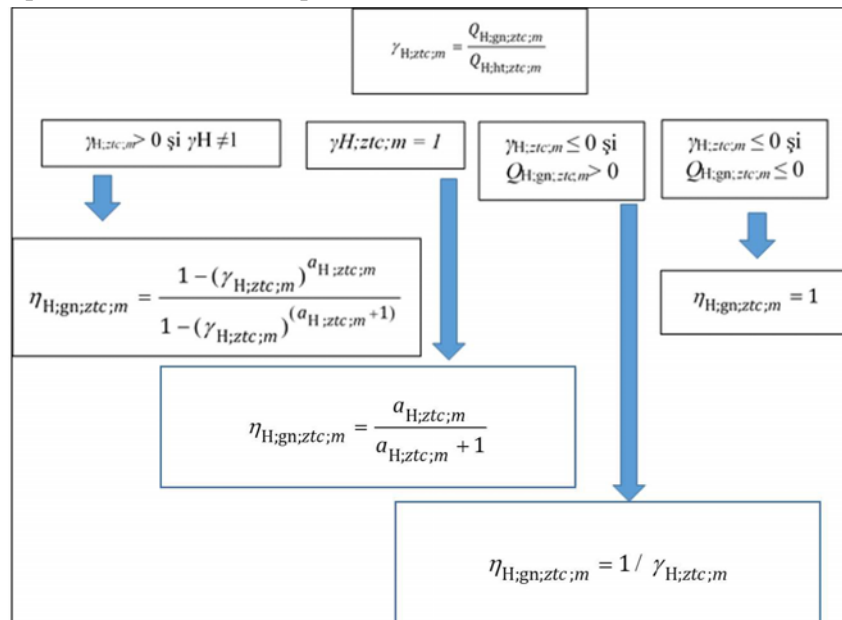 γH;ztc;m = QH;gn;ztc;m / QH;ht;ztc;m
γH;ztc;m> 0 şi γH ≠1
γH;ztc;m = 1
γH;ztc;m ≤ 0 şi
QH;gn;ztc;m> 0
γH;ztc;m ≤ 0 şi
QH;gn;ztc;m ≤ 0
ηH;gn;ztc;m = 1−(γH;ztc;m)^aH;ztc;m / 1−(γH;ztc;m)^(aH;ztc;m+1)
ηH;gn;ztc;m = 1
ηH;gn;ztc;m = aH;ztc;m / aH;ztc;m + 1
ηH;gn;ztc;m = 1 / γH;ztc;m